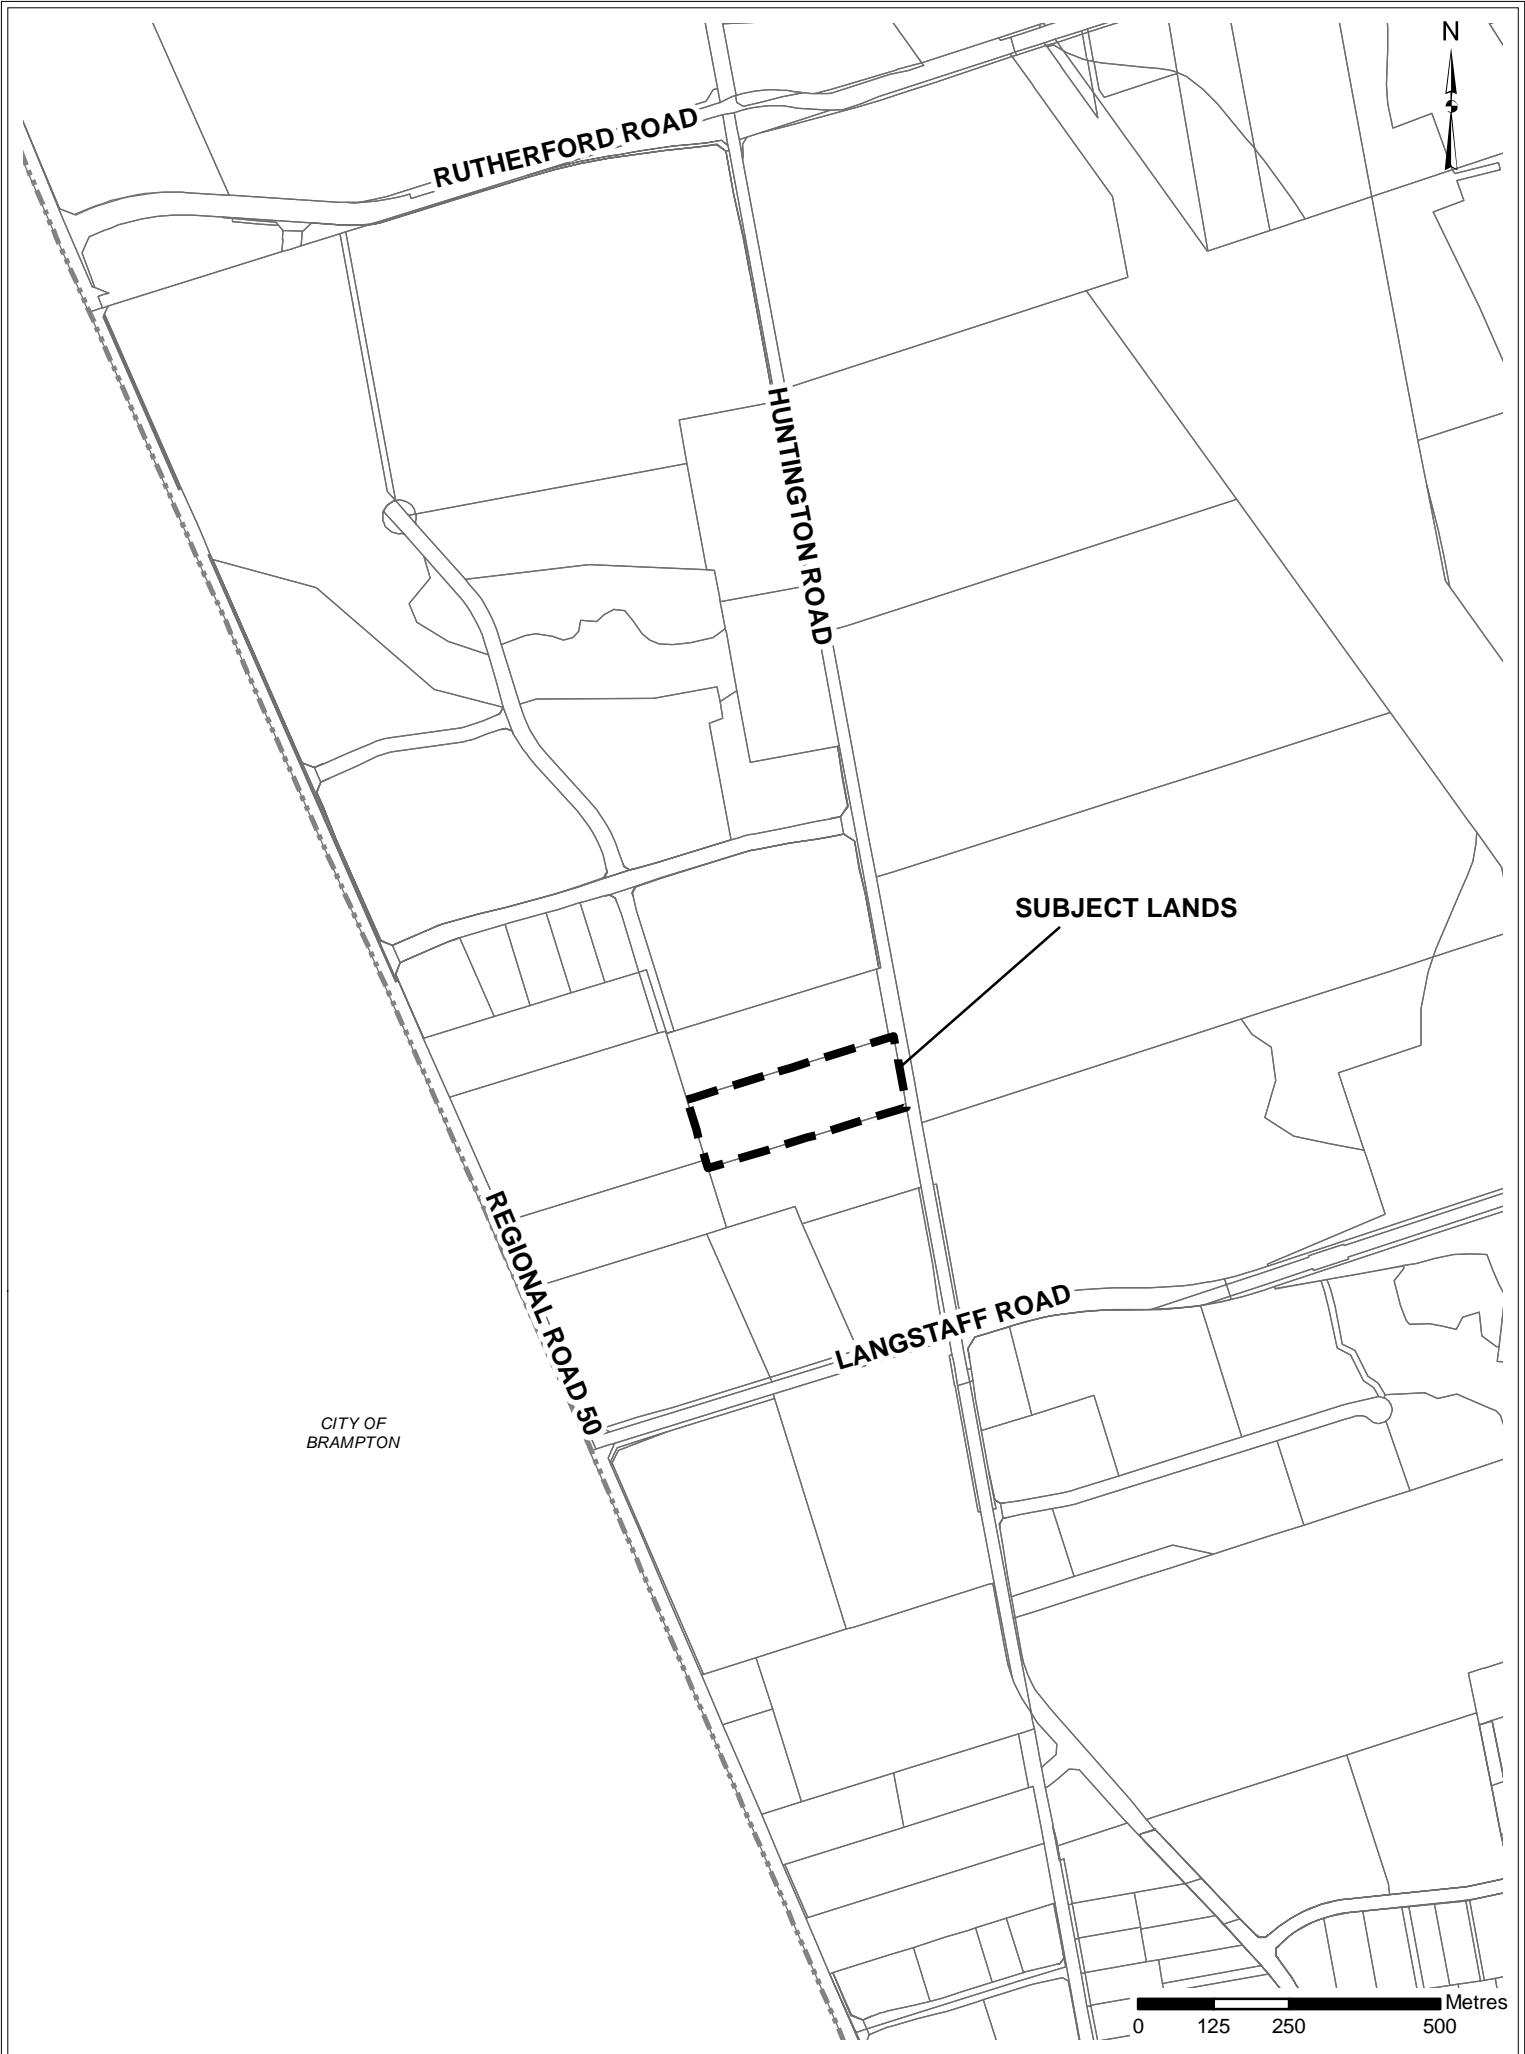 N
RUTHERFORD ROAD
HUNTINGTON ROAD
SUBJECT LANDS
REGIONAL ROAD 50
LANGSTAFF ROAD
CITY OF
BRAMPTON
Metres
0 125 250 500